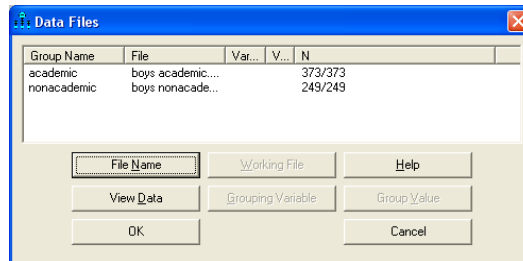 Data Files
Group Name File Var... V... N
academic boys academic.... 373/373
nonacademic boys nonacade... 249/249
File Name Working File Help
View Data Grouping Variable Group Value
OK Cancel